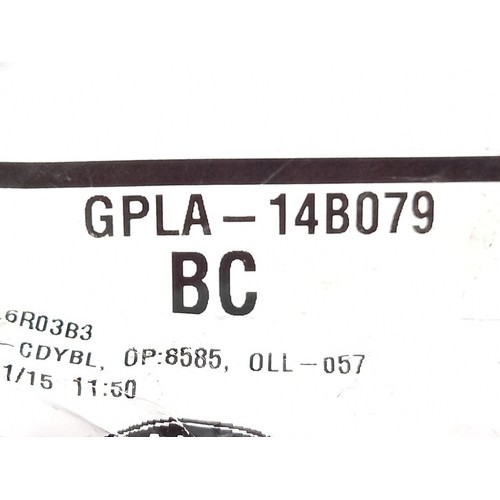 GPLA-14B079
BC
.6R03B3
-CDYBL, OP:8585, OLL-057
1/15 11:50